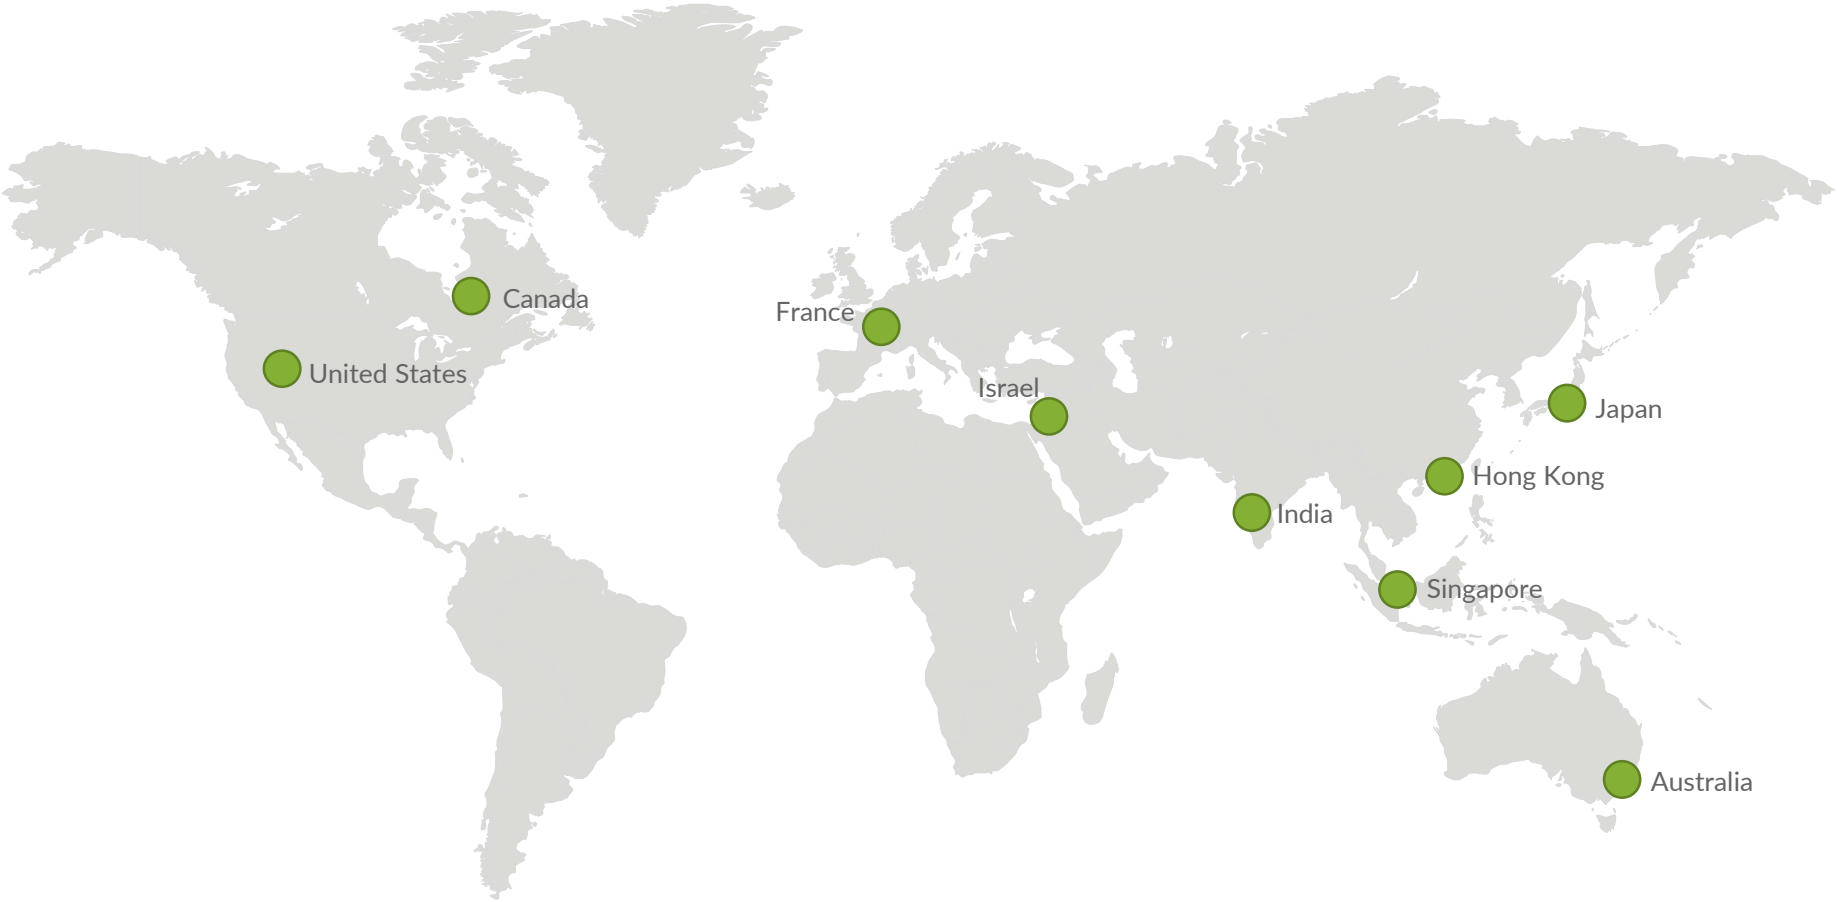 Canada
France
United States
Israel
Japan
Hong Kong
India
Singapore
Australia